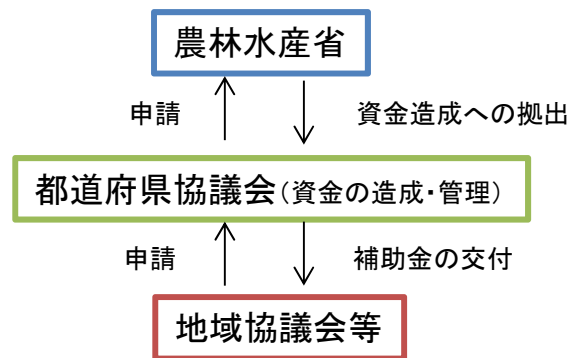 農林水産省
申請
資金造成への拠出
都道府県協議会(資金の造成・管理)
申請
補助金の交付
地域協議会等